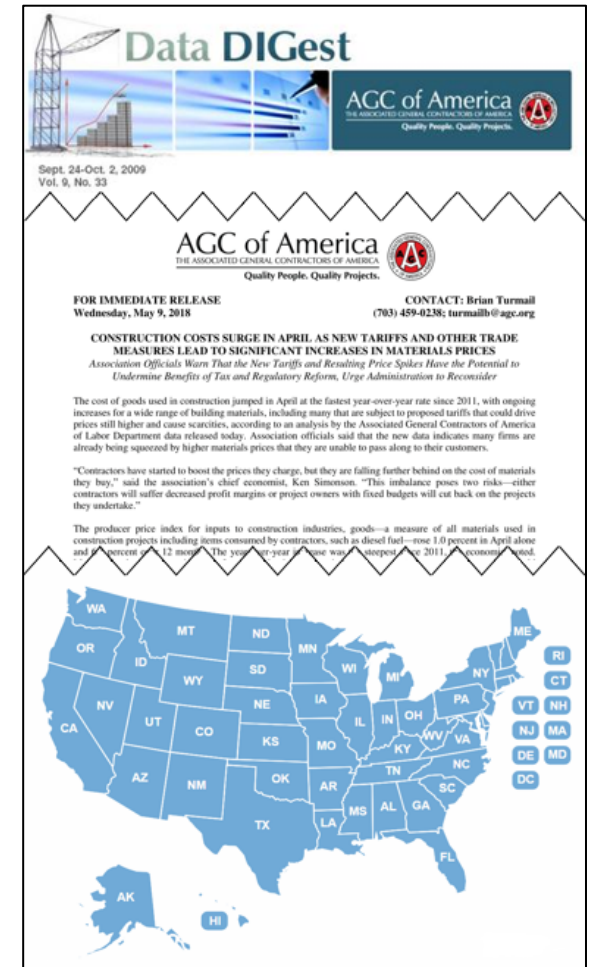 Data DIGest
AGC of America
THE ASSOCIATED GENERAL CONTRACTORS OF AMERICA
Quality People. Quality Projects.
Sept. 24-Oct. 2, 2009
Vol. 9, No. 33
AGC of America
THE ASSOCIATED GENERAL CONTRACTORS OF AMERICA
Quality People. Quality Projects.
FOR IMMEDIATE RELEASE CONTACT: Brian Turmail
Wednesday, May 9, 2018 (703) 459-0238; turmailb@agc.org
CONSTRUCTION COSTS SURGE IN APRIL AS NEW TARIFFS AND OTHER TRADE
MEASURES LEAD TO SIGNIFICANT INCREASES IN MATERIALS PRICES
Association Officials Warn That the New Tariffs and Resulting Price Spikes Have the Potential to
Undermine Benefits of Tax and Regulatory Reform, Urge Administration to Reconsider
The cost of goods used in construction jumped in April at the fastest year-over-year rate since 2011, with ongoing
increases for a wide range of building materials, including many that are subject to proposed tariffs that could drive
prices still higher and cause scarcities, according to an analysis by the Associated General Contractors of America
of Labor Department data released today. Association officials said that the new data indicates many firms are
already being squeezed by higher materials prices that they are unable to pass along to their customers.
“Contractors have started to boost the prices they charge, but they are falling further behind on the cost of materials
they buy,” said the association’s chief economist, Ken Simonson. “This imbalance poses two risks—either
contractors will suffer decreased profit margins or project owners with fixed budgets will cut back on the projects
they undertake.”
The producer price index for inputs to construction industries, goods—a measure of all materials used in
construction projects including items consumed by contractors, such as diesel fuel—rose 1.0 percent in April alone
and percent 12 The was steepest 2011, noted.
WA
MT
ND
MN
ME
OR
ID
SD
WI
MI
NY
RI
WY
CT
NV
NE
IA
PA
VT
NH
CA
UT
CO
IL
IN
OH
NJ
MA
KS
MO
WV
VA
KY
DE
MD
AZ
NM
OK
AR
TN
NC
DC
SC
TX
LA
MS
AL
GA
FL
AK
HI